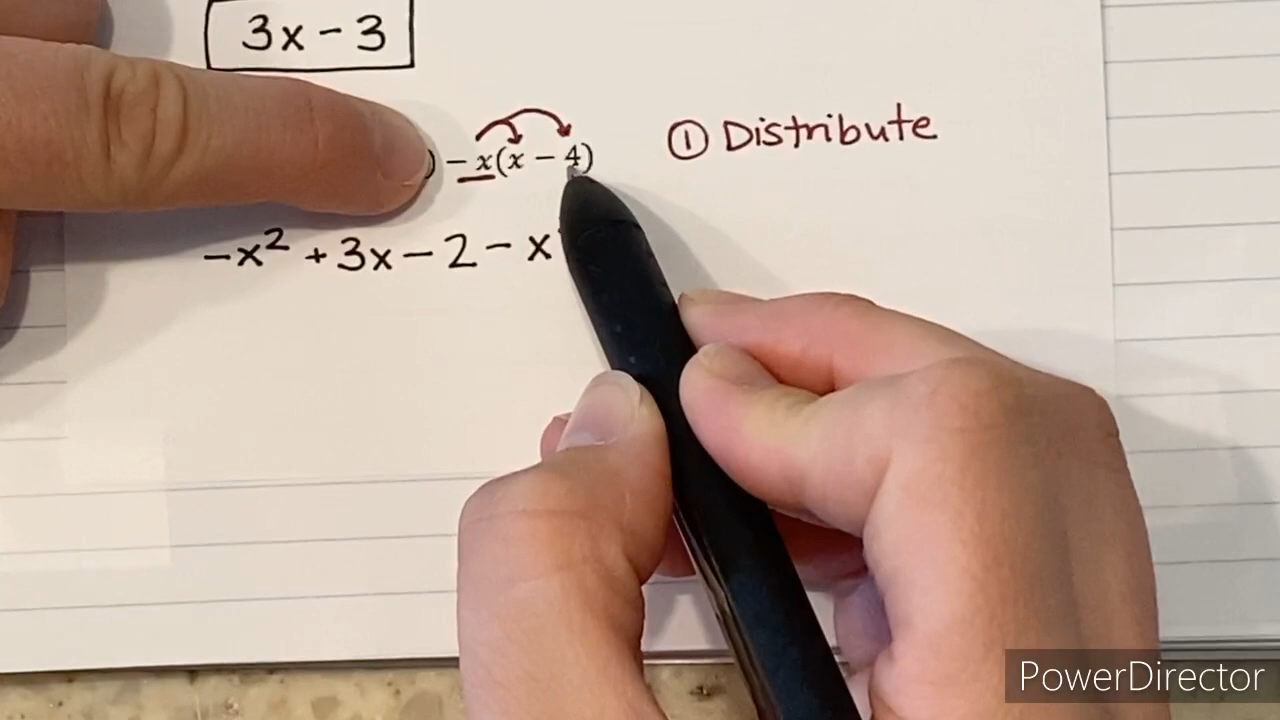 3x - 3
) - x(x - 4) ① Distribute
-x² + 3x - 2 - x
PowerDirector